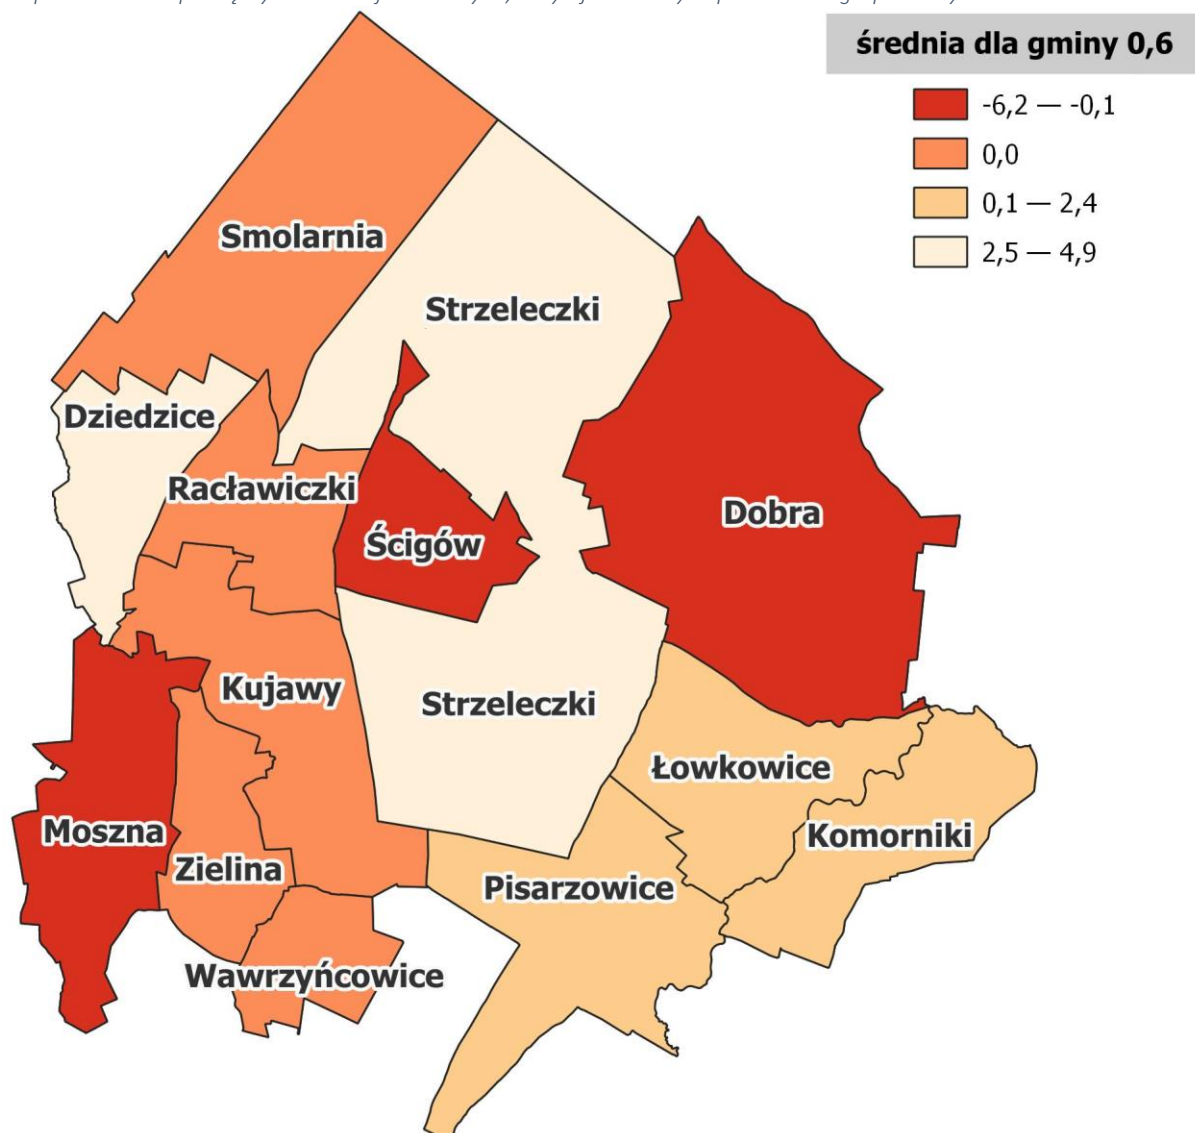 średnia dla gminy 0,6
-6,2 — -0,1
0,0
0,1 — 2,4
2,5 — 4,9
Smolarnia
Strzeleczki
Dziedzice
Racławiczki
Ścigów
Dobra
Kujawy
Strzeleczki
Łowkowice
Moszna
Zielina
Komorniki
Pisarzowice
Wawrzyńcowice